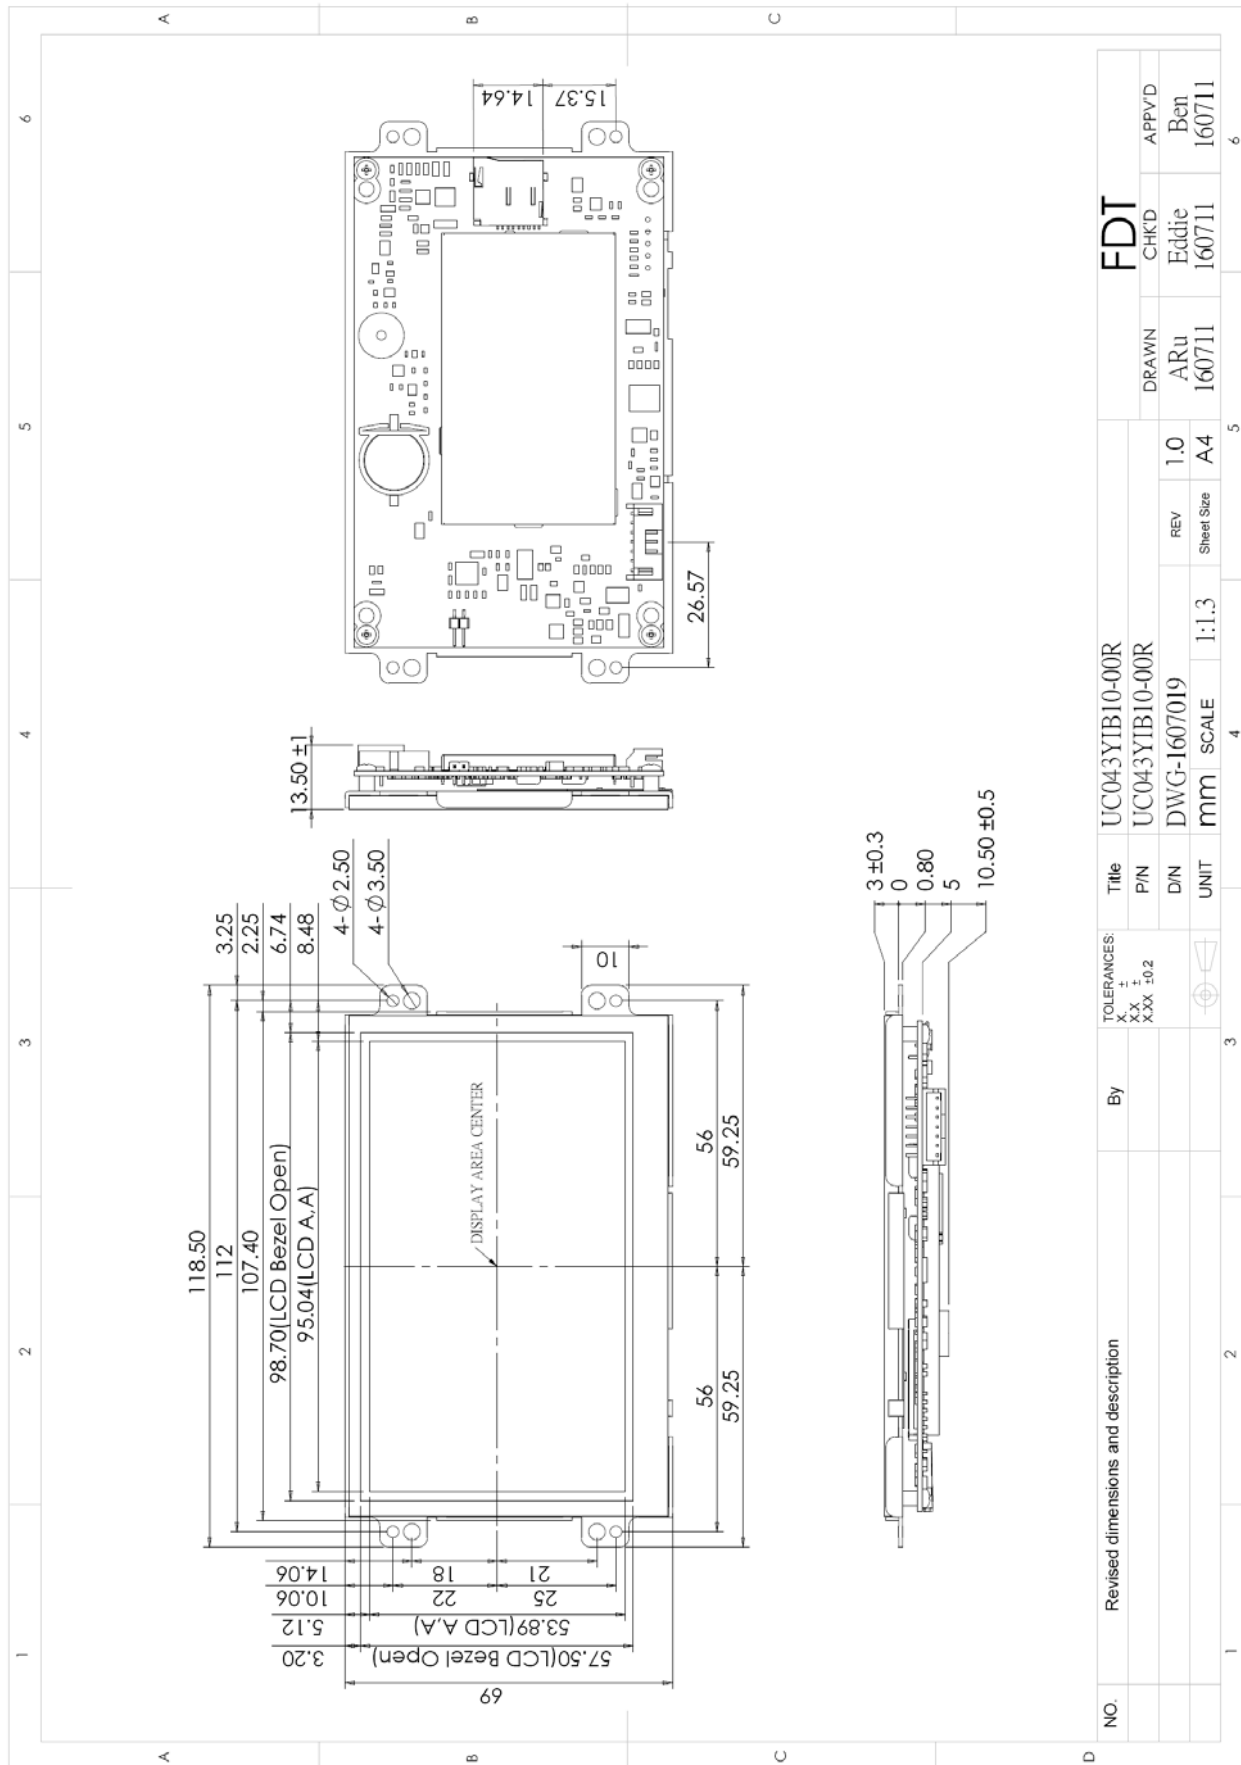 A
B
C
6
5
4
3
2
1
14.64
15.37
26.57
13.50 ±1
3.25
2.25
6.74
8.48
4-Ø2.50
4-Ø3.50
10
118.50
112
107.40
98.70(LCD Bezel Open)
95.04(LCD A,A)
DISPLAY AREA CENTER
56
59.25
56
59.25
14.06
18
21
10.06
22
25
5.12
53.89(LCD A,A)
3.20
57.50(LCD Bezel Open)
69
3 ±0.3
0
0.80
5
10.50 ±0.5
NO.
Revised dimensions and description
By
TOLERANCES:
X. ±
X.X ±
X.XX ±0.2
Title
UC043YIB10-00R
P/N
UC043YIB10-00R
D/N
DWG-1607019
REV
1.0
UNIT
mm
SCALE
1:1.3
Sheet Size
A4
FDT
DRAWN
CHK'D
APPV'D
ARu
Eddie
Ben
160711
160711
160711
A
B
C
D
6
5
4
3
2
1